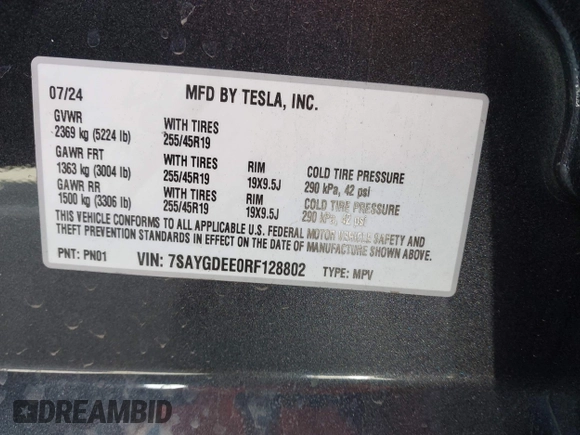 07/24 MFD BY TESLA, INC.
GVWR
2369 kg (5224 lb) WITH TIRES 255/45R19
GAWR FRT
1363 kg (3004 lb) WITH TIRES 255/45R19 RIM 19X9.5J COLD TIRE PRESSURE 290 kPa, 42 psi
GAWR RR
1500 kg (3306 lb) WITH TIRES 255/45R19 RIM 19X9.5J COLD TIRE PRESSURE 290 kPa, 42 psi
THIS VEHICLE CONFORMS TO ALL APPLICABLE U.S. FEDERAL MOTOR VEHICLE SAFETY AND
THEFT PREVENTION STANDARDS IN EFFECT ON THE DATE OF MANUFACTURE SHOWN ABOVE.
PNT: PN01 VIN: 7SAYGDEE0RF128802 TYPE: MPV
DREAMBID